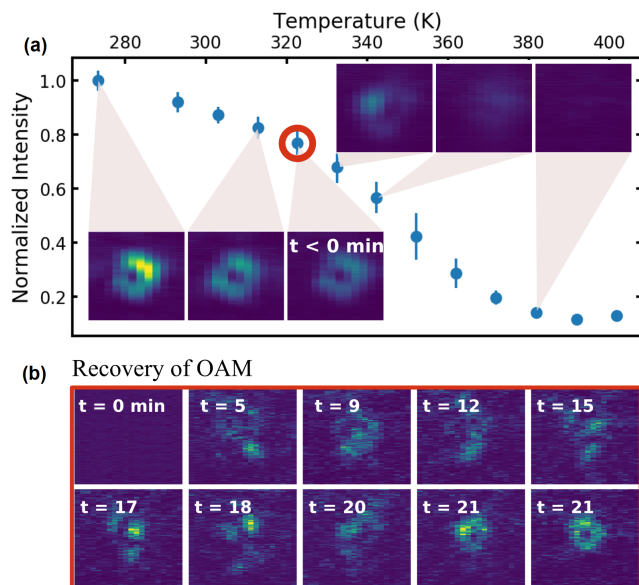 Temperature (K)
(a)
280 300 320 340 360 380 400
Normalized Intensity
1.0
0.8
0.6
0.4
0.2
t < 0 min
(b) Recovery of OAM
t = 0 min t = 5 t = 9 t = 12 t = 15
t = 17 t = 18 t = 20 t = 21 t = 21